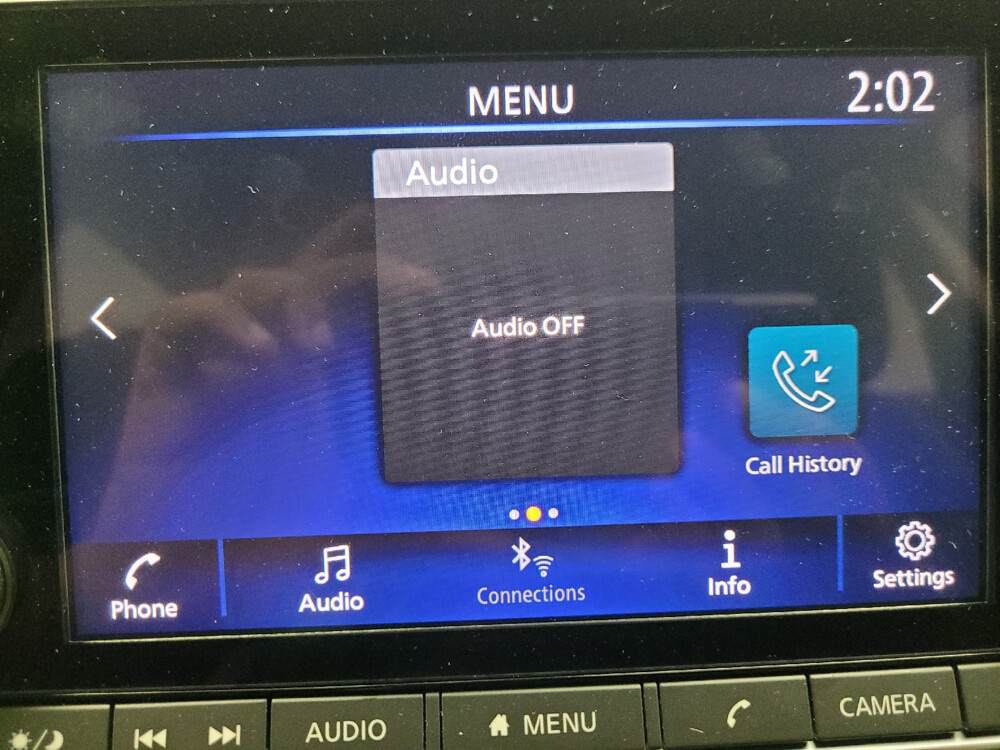 MENU
2:02
Audio
Audio OFF
Call History
Phone
Audio
Connections
Info
Settings
AUDIO
MENU
CAMERA